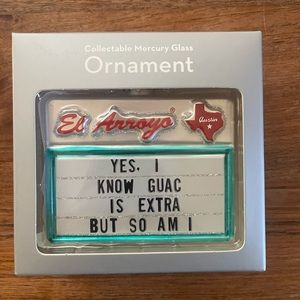 Collectable Mercury Glass
Ornament
El Arroyo®
Austin
YES, I
KNOW GUAC
IS EXTRA
BUT SO AM I